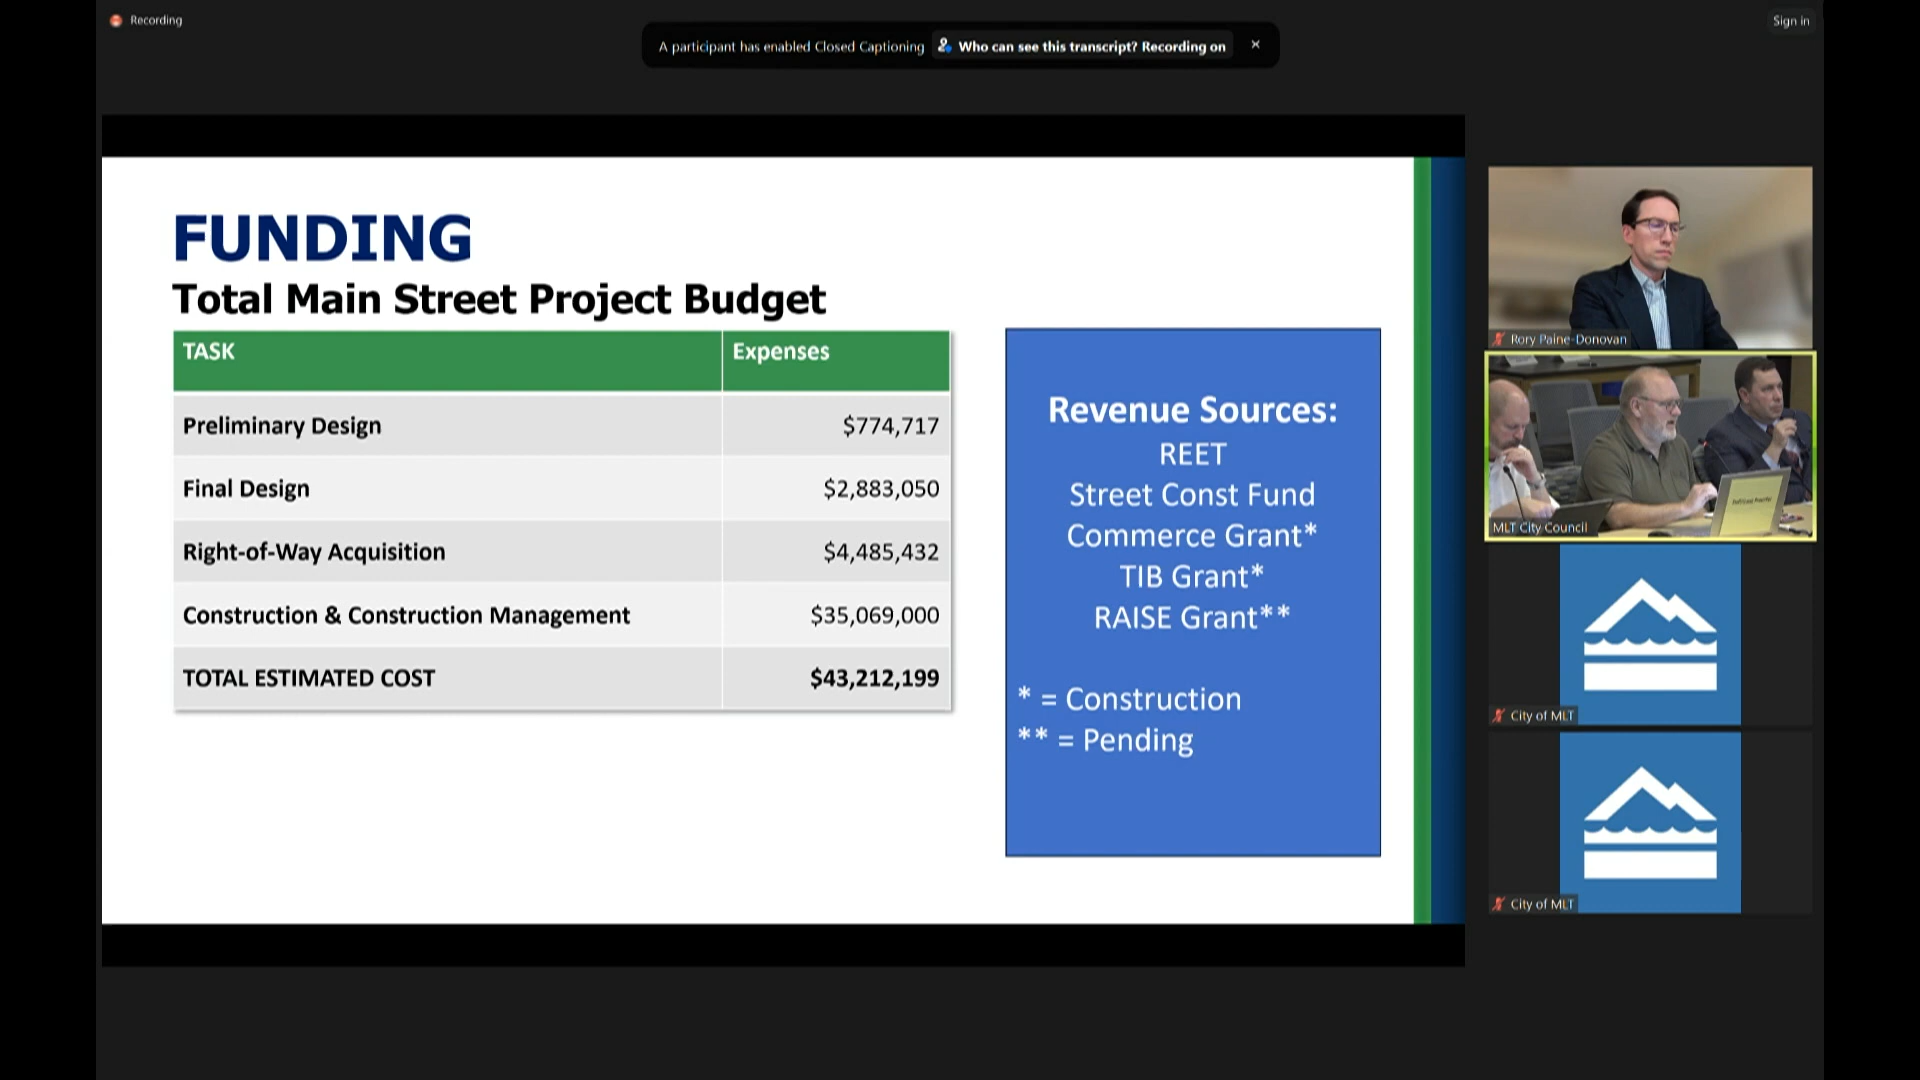 Recording
Sign in
A participant has enabled Closed Captioning Who can see this transcript? Recording on
FUNDING
Total Main Street Project Budget
TASK Expenses
Preliminary Design $774,717
Final Design $2,883,050
Right-of-Way Acquisition $4,485,432
Construction & Construction Management $35,069,000
TOTAL ESTIMATED COST $43,212,199
Revenue Sources:
REET
Street Const Fund
Commerce Grant*
TIB Grant*
RAISE Grant**
* = Construction
** = Pending
Rory Paine-Donovan
MLT City Council
City of MLT
City of MLT